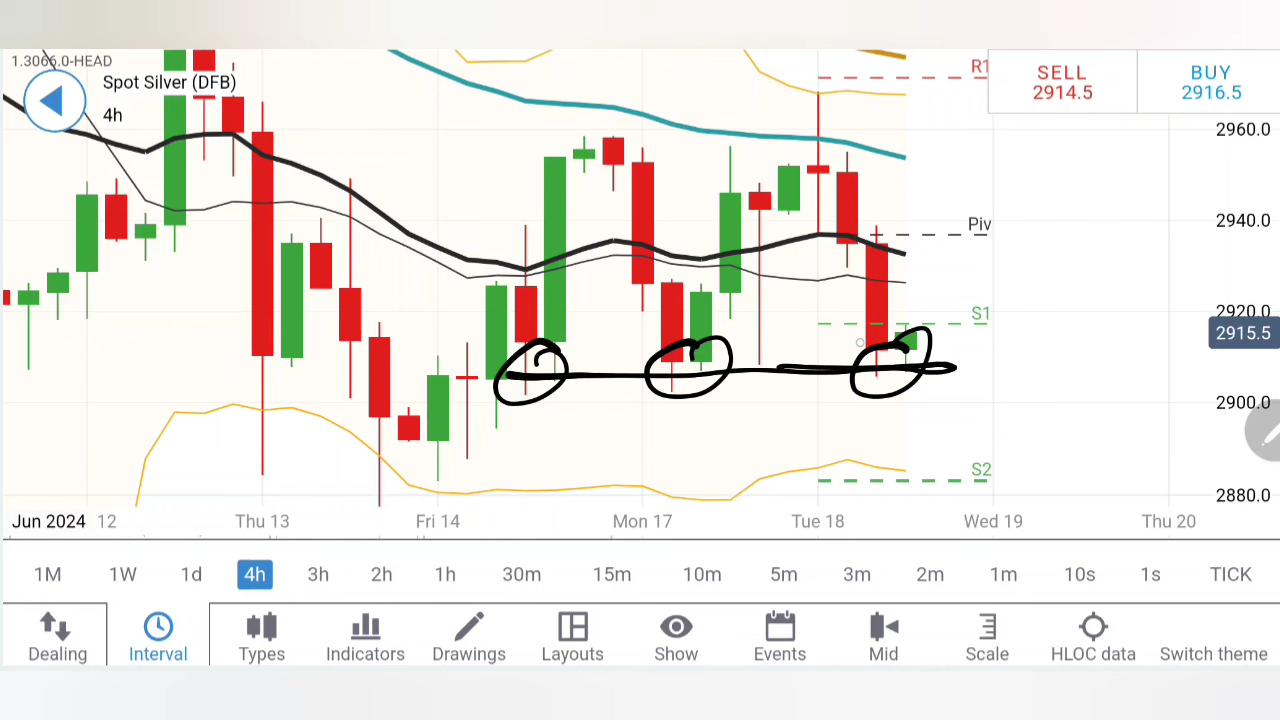 1.3066.0-HEAD
Spot Silver (DFB)
4h
R1
SELL
2914.5
BUY
2916.5
2960.0
2940.0
Piv
2920.0
S1
2915.5
2900.0
S2
2880.0
Jun 2024 12 Thu 13 Fri 14 Mon 17 Tue 18 Wed 19 Thu 20
1M 1W 1d 4h 3h 2h 1h 30m 15m 10m 5m 3m 2m 1m 10s 1s TICK
Dealing Interval Types Indicators Drawings Layouts Show Events Mid Scale HLOC data Switch theme